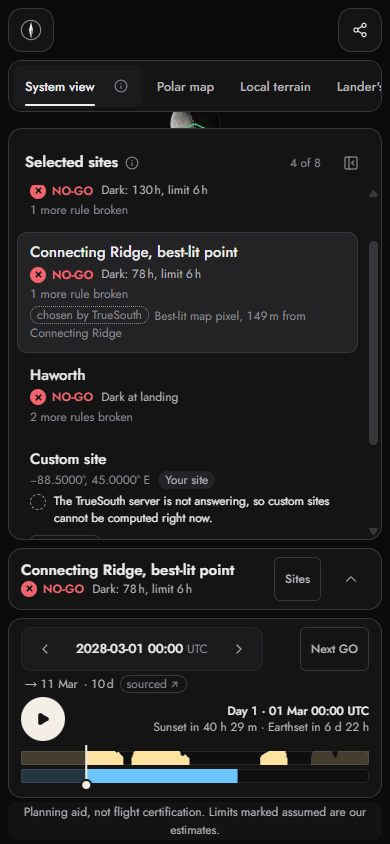 System view
Polar map
Local terrain
Lander's
Selected sites
4 of 8
NO-GO Dark: 130 h, limit 6 h
1 more rule broken
Connecting Ridge, best-lit point
NO-GO Dark: 78 h, limit 6 h
1 more rule broken
chosen by TrueSouth Best-lit map pixel, 149 m from
Connecting Ridge
Haworth
NO-GO Dark at landing
2 more rules broken
Custom site
−88.5000°, 45.0000° E Your site
The TrueSouth server is not answering, so custom sites
cannot be computed right now.
Connecting Ridge, best-lit point
NO-GO Dark: 78 h, limit 6 h
Sites
2028-03-01 00:00 UTC
Next GO
→ 11 Mar · 10 d sourced ↗
Day 1 · 01 Mar 00:00 UTC
Sunset in 40 h 29 m · Earthset in 6 d 22 h
Planning aid, not flight certification. Limits marked assumed are our
estimates.